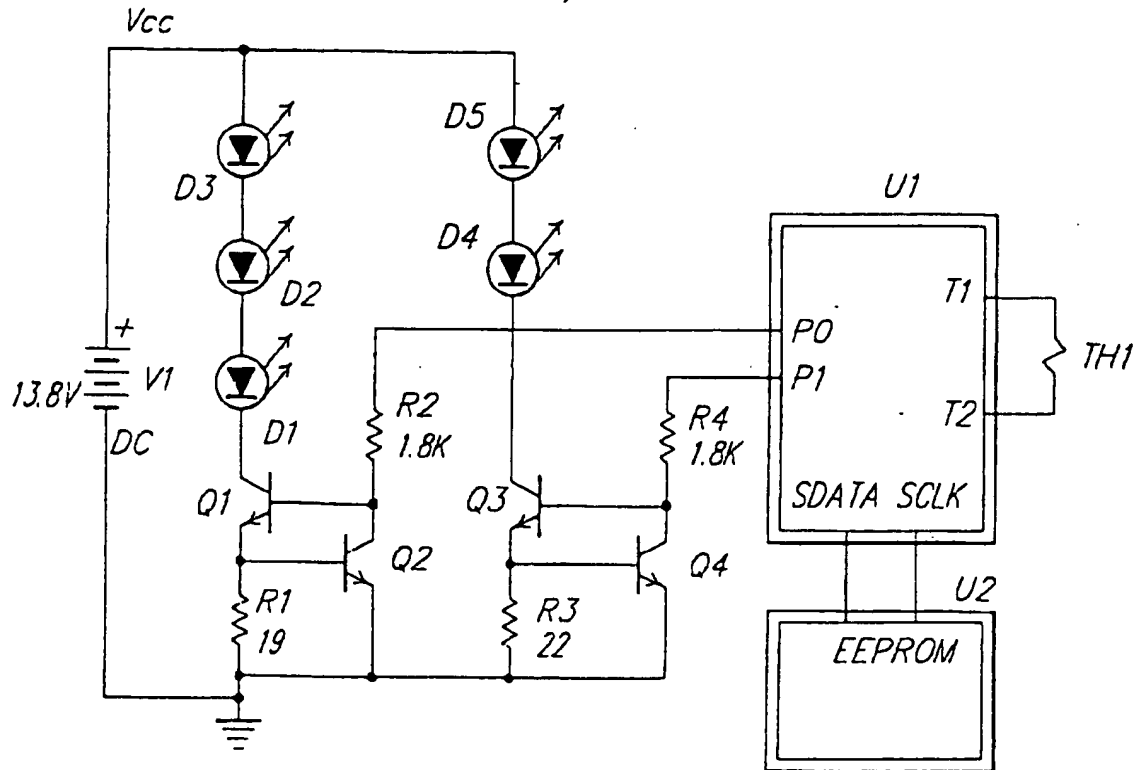 Vcc
D5
D3
U1
D4
D2
T1
P0
TH1
+
V1
13.8V
P1
R2
1.8K
R4
1.8K
D1
DC
T2
Q1
Q3
SDATA SCLK
Q2
Q4
R1
19
R3
22
U2
EEPROM